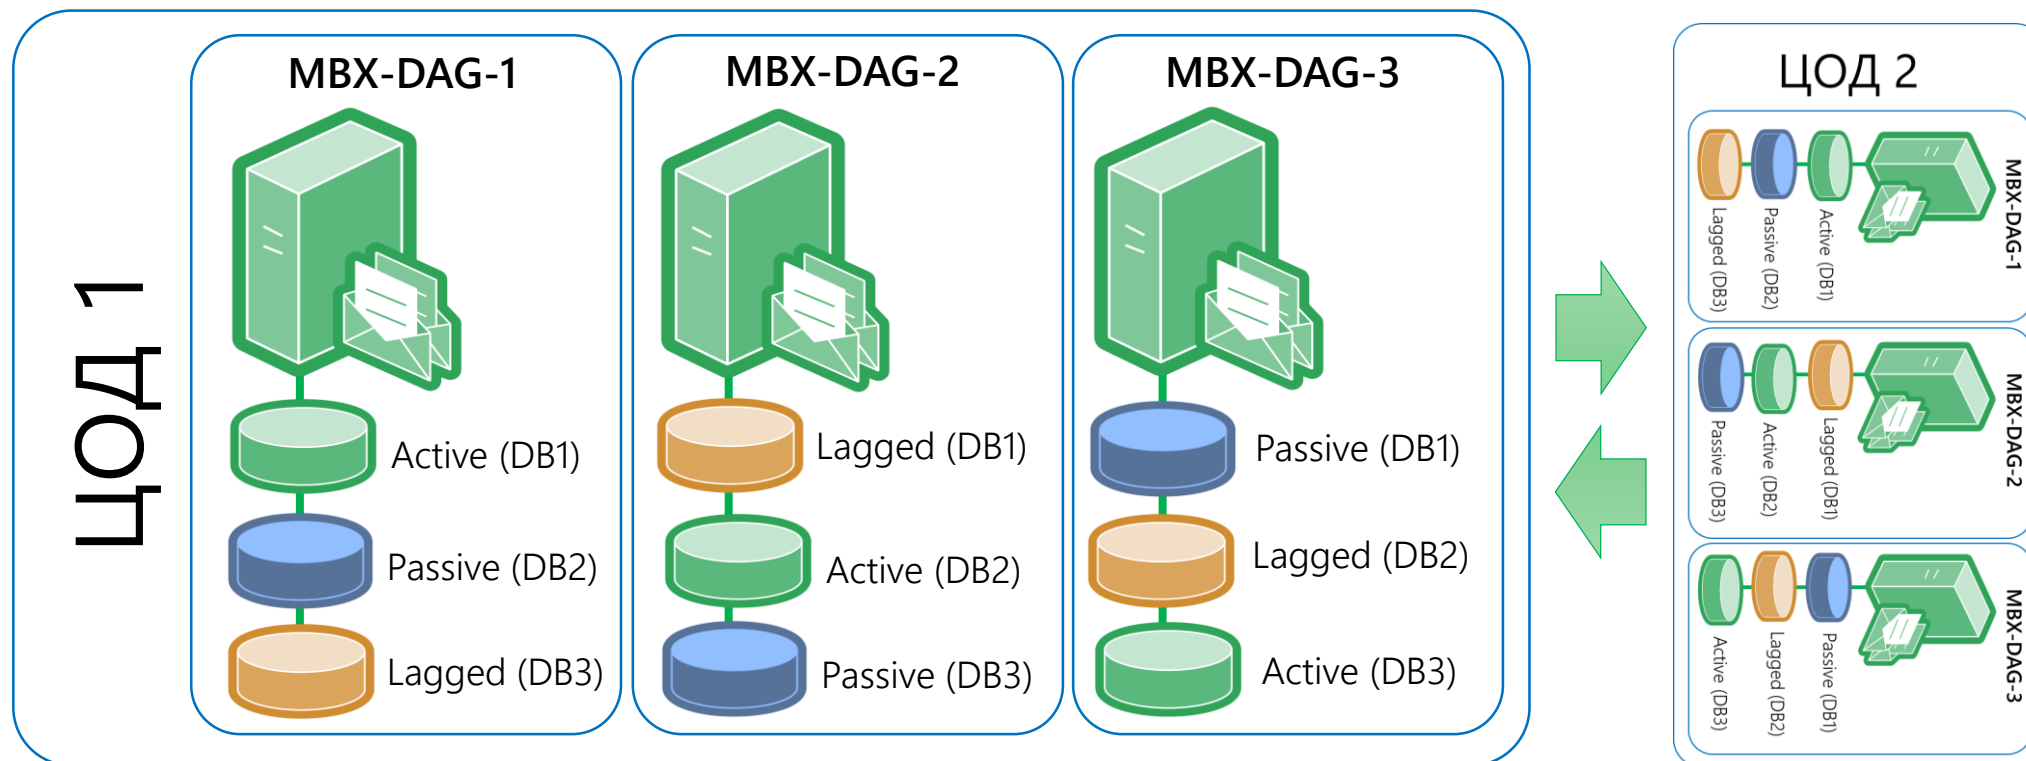 ЦОД 1
MBX-DAG-1
Active (DB1)
Passive (DB2)
Lagged (DB3)
MBX-DAG-2
Lagged (DB1)
Active (DB2)
Passive (DB3)
MBX-DAG-3
Passive (DB1)
Lagged (DB2)
Active (DB3)
ЦОД 2
MBX-DAG-1
Active (DB1)
Passive (DB2)
Lagged (DB3)
MBX-DAG-2
Lagged (DB1)
Active (DB2)
Passive (DB3)
MBX-DAG-3
Passive (DB1)
Lagged (DB2)
Active (DB3)